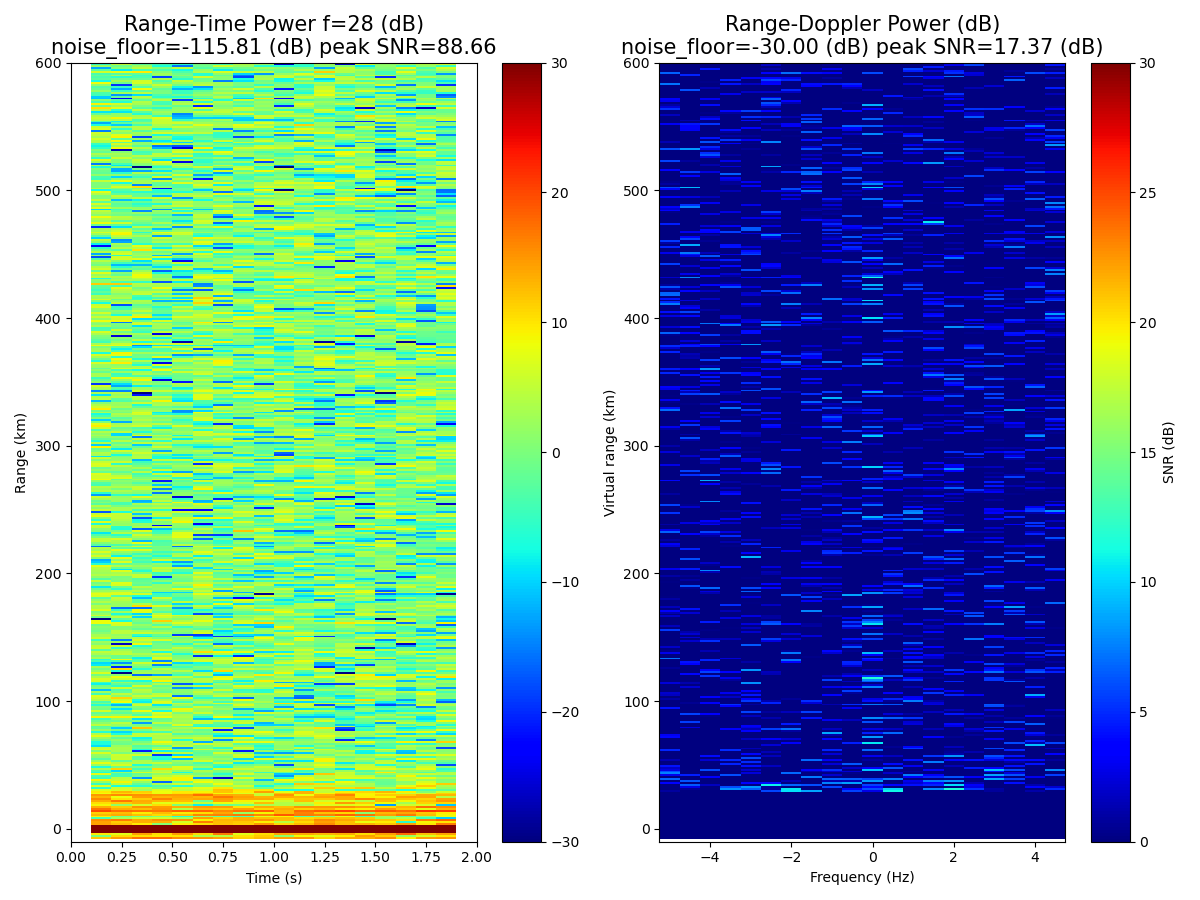 Range-Time Power f=28 (dB)
noise_floor=-115.81 (dB) peak SNR=88.66
600
500
400
300
200
100
0
Range (km)
0.00 0.25 0.50 0.75 1.00 1.25 1.50 1.75 2.00
Time (s)
30
20
10
0
−10
−20
−30
Range-Doppler Power (dB)
noise_floor=-30.00 (dB) peak SNR=17.37 (dB)
600
500
400
300
200
100
0
Virtual range (km)
−4 −2 0 2 4
Frequency (Hz)
30
25
20
15
10
5
0
SNR (dB)